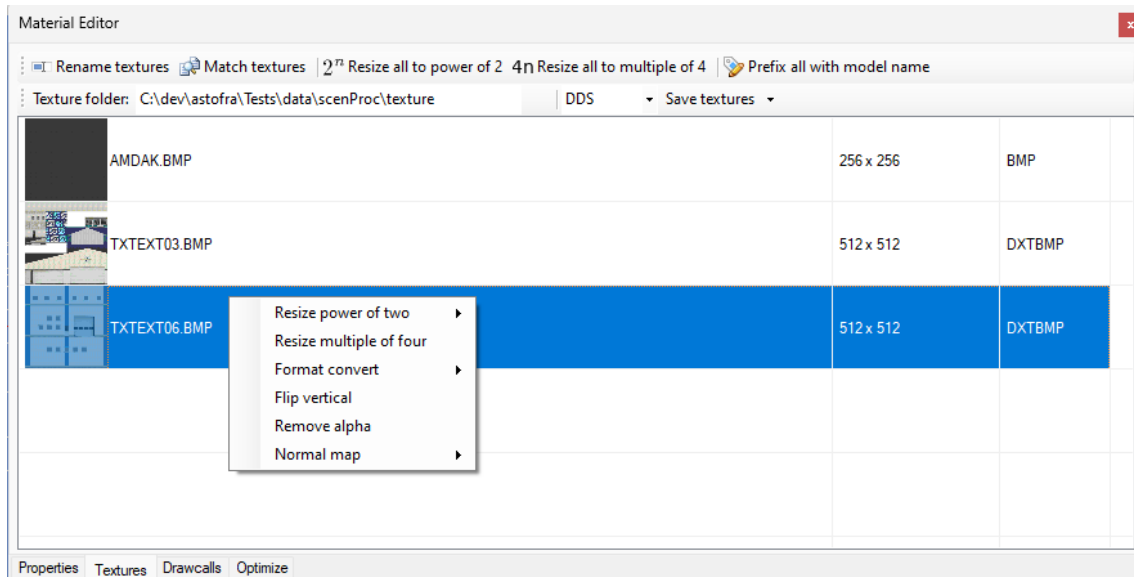 Material Editor
x
Rename textures Match textures 2ⁿ Resize all to power of 2 4n Resize all to multiple of 4 Prefix all with model name
Texture folder: C:\dev\astofra\Tests\data\scenProc\texture DDS Save textures
AMDAK.BMP 256 x 256 BMP
TXTEXT03.BMP 512 x 512 DXTBMP
TXTEXT06.BMP 512 x 512 DXTBMP
Resize power of two
Resize multiple of four
Format convert
Flip vertical
Remove alpha
Normal map
Properties Textures Drawcalls Optimize